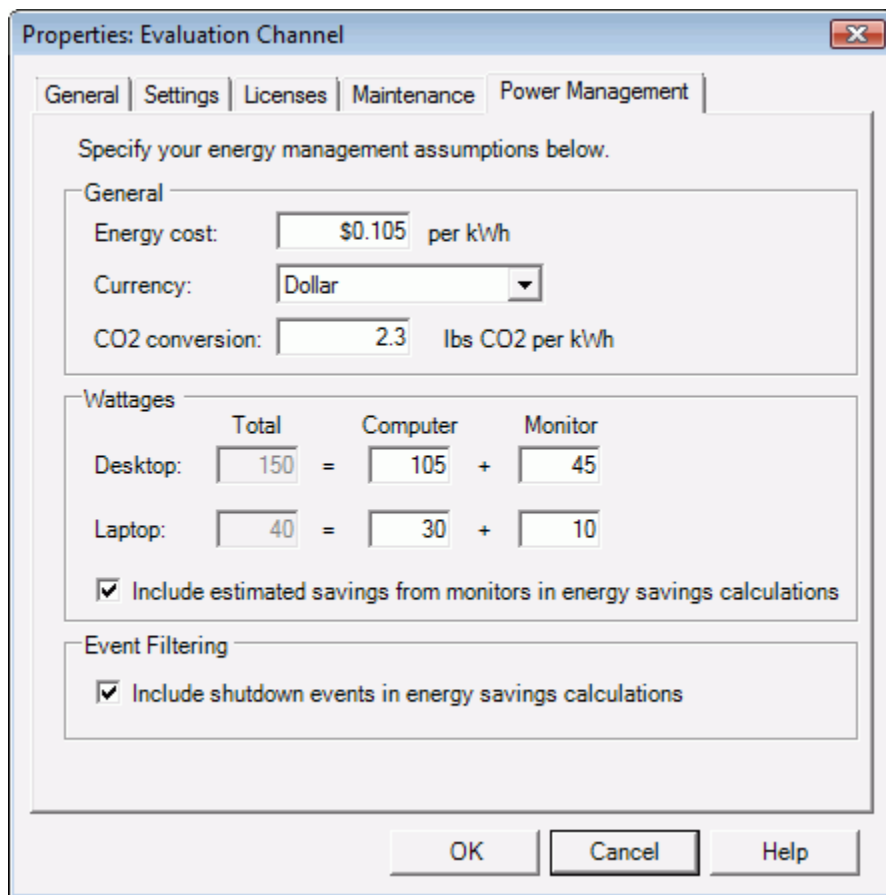 Properties: Evaluation Channel
General Settings Licenses Maintenance Power Management
Specify your energy management assumptions below.
General
Energy cost: $0.105 per kWh
Currency: Dollar
CO2 conversion: 2.3 lbs CO2 per kWh
Wattages
Total Computer Monitor
Desktop: 150 = 105 + 45
Laptop: 40 = 30 + 10
Include estimated savings from monitors in energy savings calculations
Event Filtering
Include shutdown events in energy savings calculations
OK Cancel Help